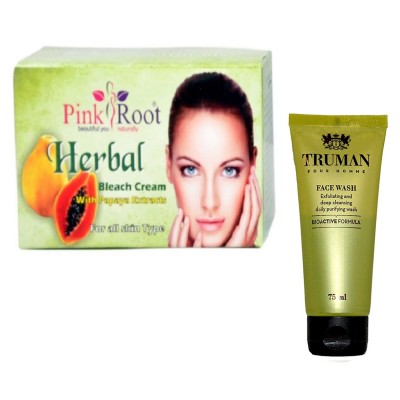 Pink Root
beautiful you naturally
Herbal
Bleach Cream
With Papaya Extracts
For all skin Type
TRUMAN
POUR HOMME
FACE WASH
Exfoliating and
deep cleansing
daily purifying wash
BIOACTIVE FORMULA
75 ml